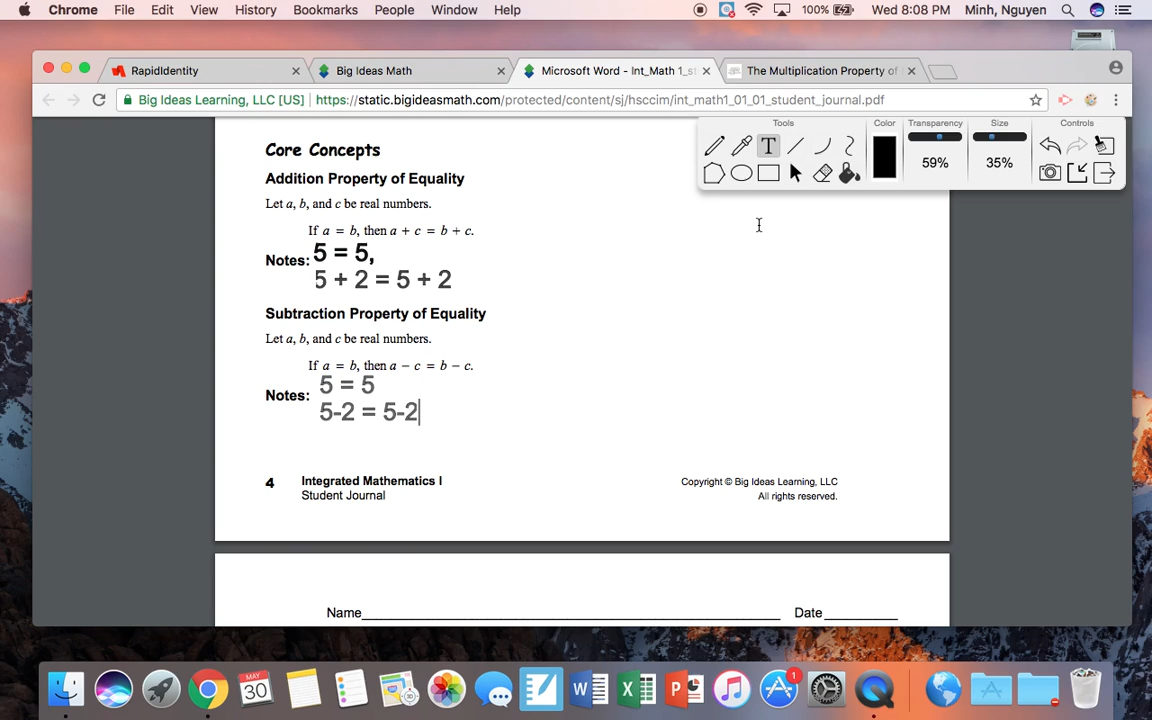 Chrome File Edit View History Bookmarks People Window Help 100% Wed 8:08 PM Minh, Nguyen
RapidIdentity
Big Ideas Math
Microsoft Word - Int_Math 1_st
The Multiplication Property of
Big Ideas Learning, LLC [US] https://static.bigideasmath.com/protected/content/sj/hsccim/int_math1_01_01_student_journal.pdf
Tools Color Transparency Size Controls
T
59% 35%
Core Concepts
Addition Property of Equality
Let a, b, and c be real numbers.
If a = b, then a + c = b + c.
Notes: 5 = 5,
5 + 2 = 5 + 2
Subtraction Property of Equality
Let a, b, and c be real numbers.
If a = b, then a − c = b − c.
Notes: 5 = 5
5-2 = 5-2
4 Integrated Mathematics I
Student Journal
Copyright © Big Ideas Learning, LLC
All rights reserved.
Name Date
MAY
30
1